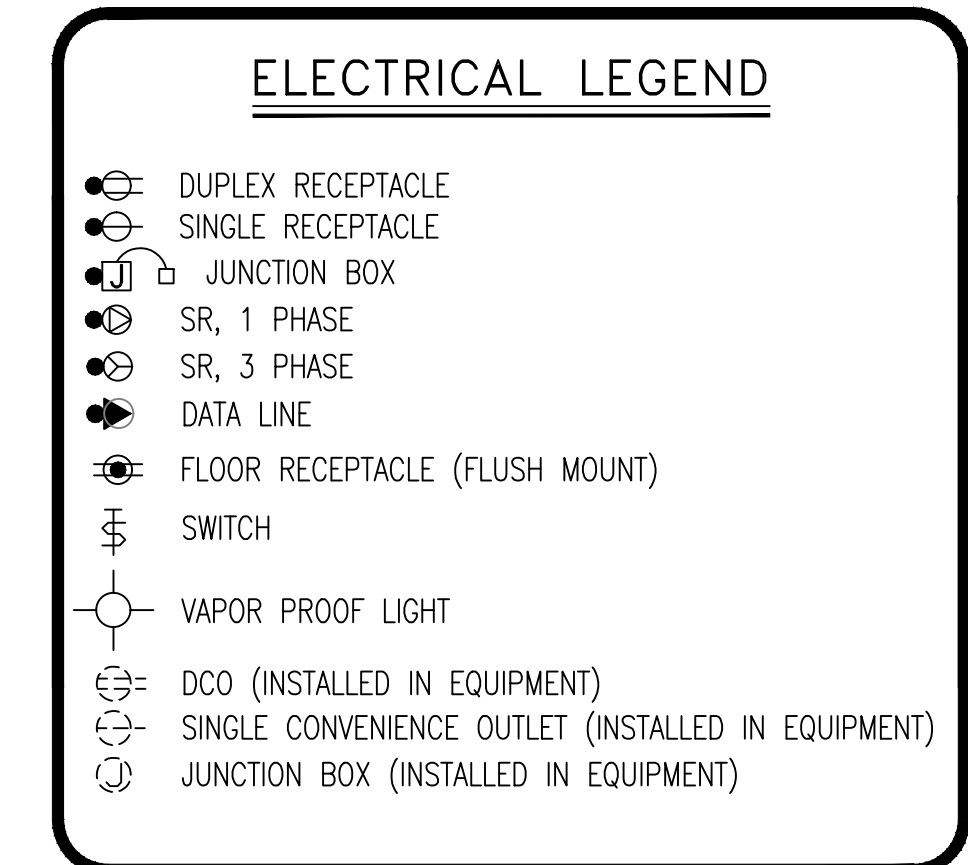 ELECTRICAL LEGEND
DUPLEX RECEPTACLE
SINGLE RECEPTACLE
J JUNCTION BOX
SR, 1 PHASE
SR, 3 PHASE
DATA LINE
FLOOR RECEPTACLE (FLUSH MOUNT)
SWITCH
VAPOR PROOF LIGHT
DCO (INSTALLED IN EQUIPMENT)
SINGLE CONVENIENCE OUTLET (INSTALLED IN EQUIPMENT)
J JUNCTION BOX (INSTALLED IN EQUIPMENT)